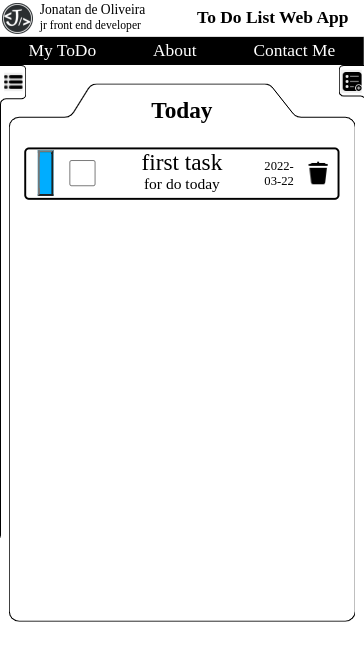 Jonatan de Oliveira
jr front end developer
To Do List Web App
My ToDo About Contact Me
Today
first task
for do today
2022-
03-22